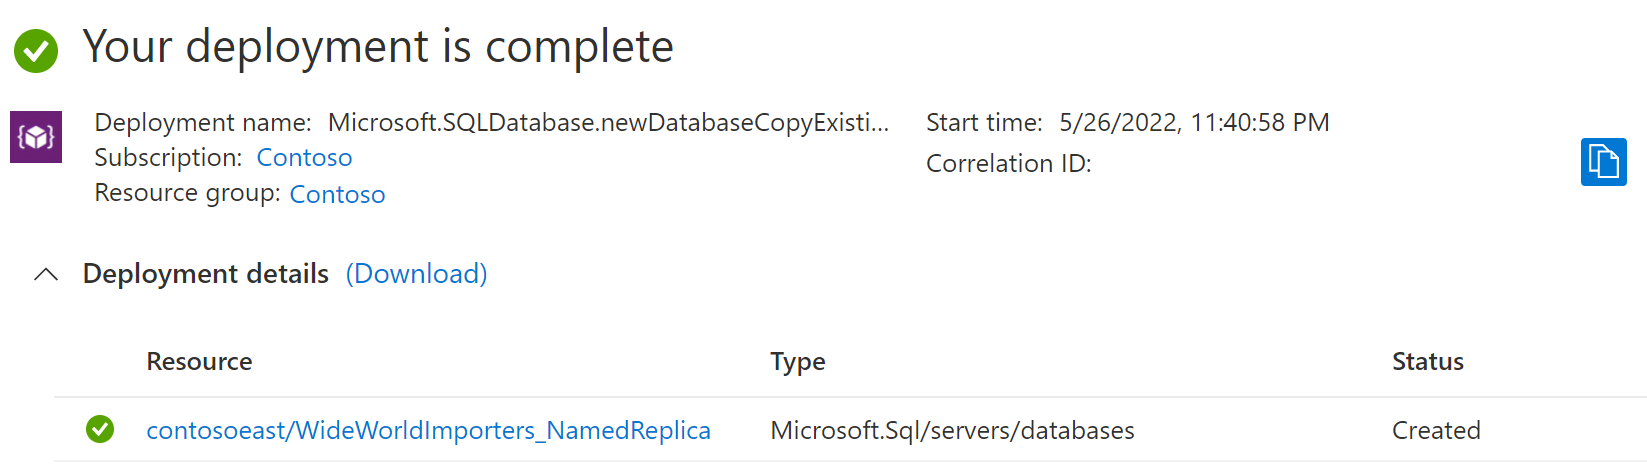 Your deployment is complete
Deployment name: Microsoft.SQLDatabase.newDatabaseCopyExisti...
Subscription: Contoso
Resource group: Contoso
Start time: 5/26/2022, 11:40:58 PM
Correlation ID:
Deployment details (Download)
Resource Type Status
contosoeast/WideWorldImporters_NamedReplica Microsoft.Sql/servers/databases Created